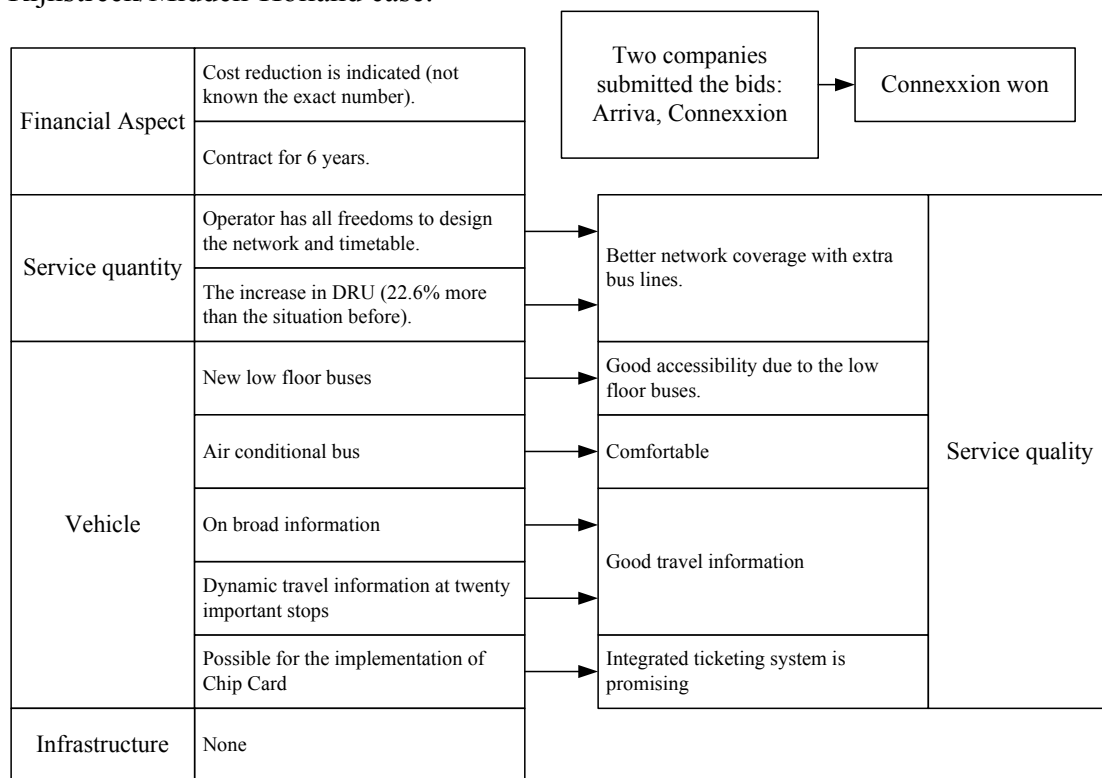 Rijnstreek/Midden-Holland case:
Two companies
submitted the bids:
Arriva, Connexxion
Connexxion won
Financial Aspect
Cost reduction is indicated (not
known the exact number).
Contract for 6 years.
Service quantity
Operator has all freedoms to design
the network and timetable.
The increase in DRU (22.6% more
than the situation before).
Better network coverage with extra
bus lines.
Vehicle
New low floor buses
Good accessibility due to the low
floor buses.
Air conditional bus
Comfortable
On broad information
Dynamic travel information at twenty
important stops
Good travel information
Possible for the implementation of
Chip Card
Integrated ticketing system is
promising
Service quality
Infrastructure
None